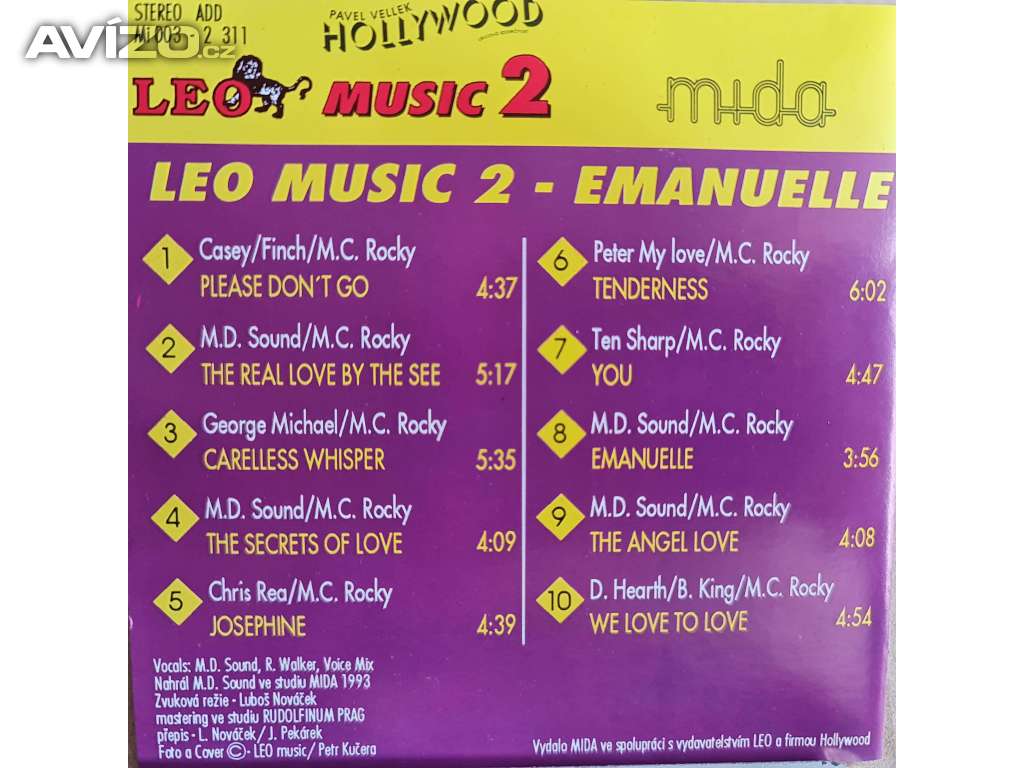 STEREO ADD
Mi 003 - 2 311
AVÍZO.cz
PAVEL VELLEK
HOLLYWOOD
LEO MUSIC 2
mida
LEO MUSIC 2 - EMANUELLE
1 Casey/Finch/M.C. Rocky
PLEASE DON´T GO 4:37
2 M.D. Sound/M.C. Rocky
THE REAL LOVE BY THE SEE 5:17
3 George Michael/M.C. Rocky
CARELLESS WHISPER 5:35
4 M.D. Sound/M.C. Rocky
THE SECRETS OF LOVE 4:09
5 Chris Rea/M.C. Rocky
JOSEPHINE 4:39
6 Peter My love/M.C. Rocky
TENDERNESS 6:02
7 Ten Sharp/M.C. Rocky
YOU 4:47
8 M.D. Sound/M.C. Rocky
EMANUELLE 3:56
9 M.D. Sound/M.C. Rocky
THE ANGEL LOVE 4:08
10 D. Hearth/B. King/M.C. Rocky
WE LOVE TO LOVE 4:54
Vocals: M.D. Sound, R. Walker, Voice Mix
Nahrál M.D. Sound ve studiu MIDA 1993
Zvuková režie - Luboš Nováček
mastering ve studiu RUDOLFINUM PRAG
přepis - L. Nováček/ J. Pekárek
Foto a Cover © - LEO music/ Petr Kučera
Vydalo MIDA ve spolupráci s vydavatelstvím LEO a firmou Hollywood